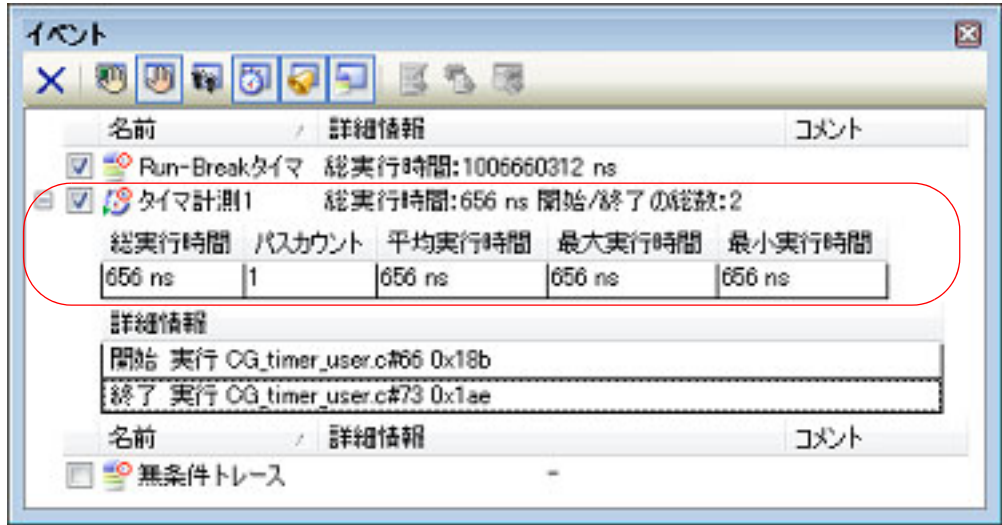 イベント
名前 詳細情報 コメント
Run-Breakタイマ 総実行時間:1006660312 ns
タイマ計測1 総実行時間:656 ns 開始/終了の総数:2
総実行時間 パスカウント 平均実行時間 最大実行時間 最小実行時間
656 ns 1 656 ns 656 ns 656 ns
詳細情報
開始 実行 CG_timer_user.c#66 0x18b
終了 実行 CG_timer_user.c#73 0x1ae
名前 詳細情報 コメント
無条件トレース -